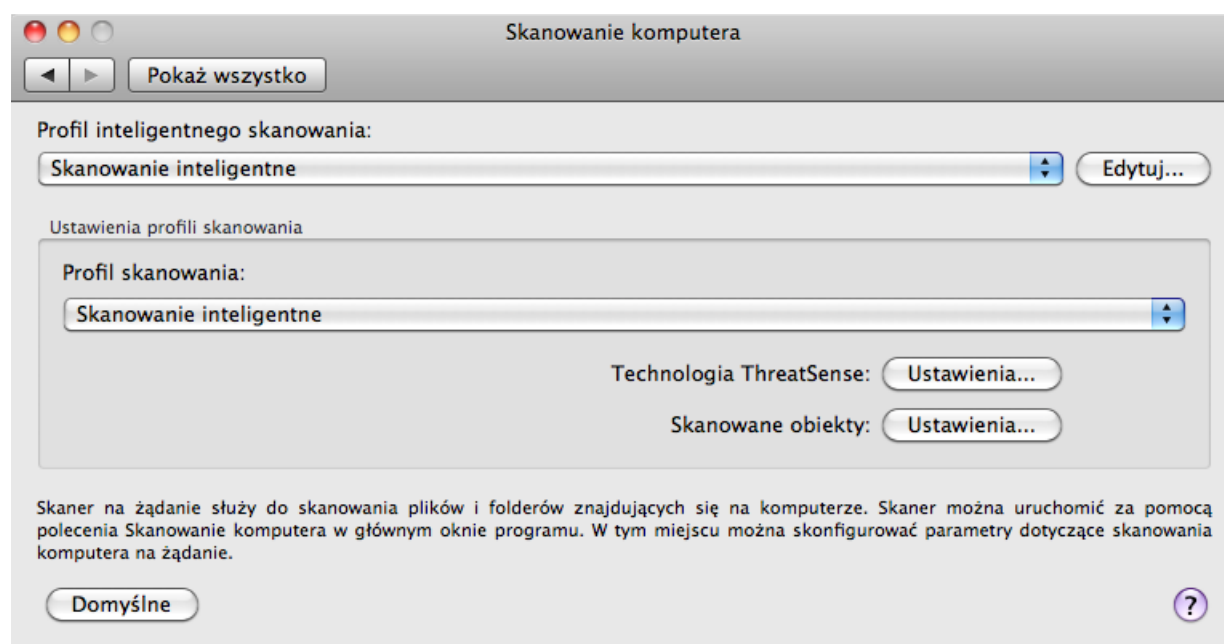 Skanowanie komputera
Pokaż wszystko
Profil inteligentnego skanowania:
Skanowanie inteligentne
Edytuj...
Ustawienia profili skanowania
Profil skanowania:
Skanowanie inteligentne
Technologia ThreatSense: Ustawienia...
Skanowane obiekty: Ustawienia...
Skaner na żądanie służy do skanowania plików i folderów znajdujących się na komputerze. Skaner można uruchomić za pomocą
polecenia Skanowanie komputera w głównym oknie programu. W tym miejscu można skonfigurować parametry dotyczące skanowania
komputera na żądanie.
Domyślne
?